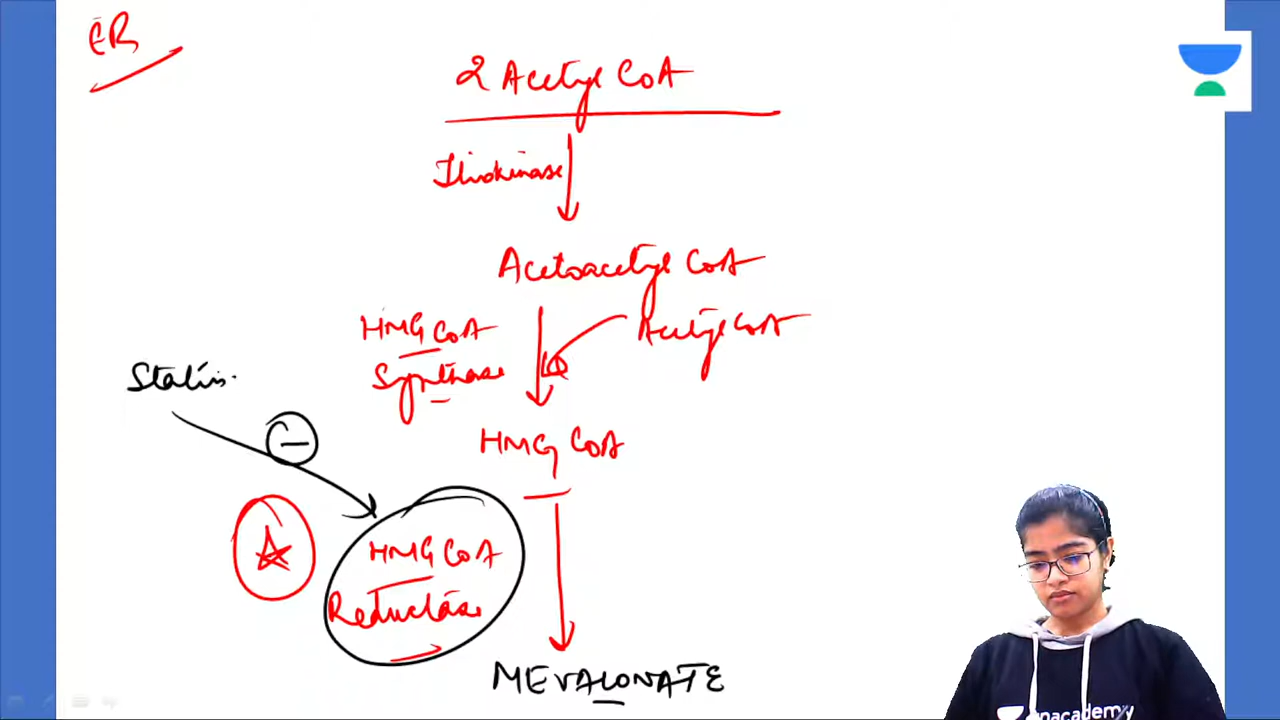 ER
2 Acetyl CoA
Thiokinase
Acetoacetyl CoA
HMG CoA
Synthase
Acetyl CoA
Statins
HMG CoA
HMG CoA
Reductase
MEVALONATE
unacademy